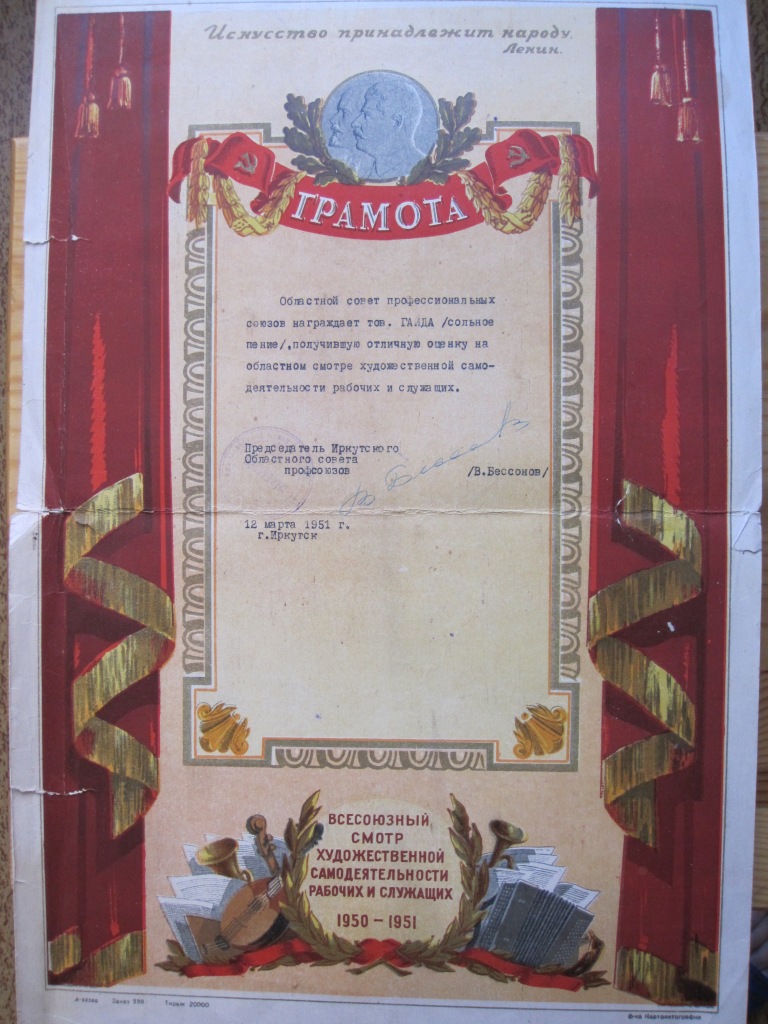 Искусство принадлежит народу.
Ленин.
ГРАМОТА
Областной совет профессиональных
союзов награждает тов. ГАЙДА /сольное
пение/,получившую отличную оценку на
областном смотре художественной само-
деятельности рабочих и служащих.
Председатель Иркутского
Областного совета
профсоюзов /В.Бессонов/
12 марта 1951 г.
г.Иркутск
ВСЕСОЮЗНЫЙ
СМОТР
ХУДОЖЕСТВЕННОЙ
САМОДЕЯТЕЛЬНОСТИ
РАБОЧИХ И СЛУЖАЩИХ
1950 – 1951
Тираж 20000